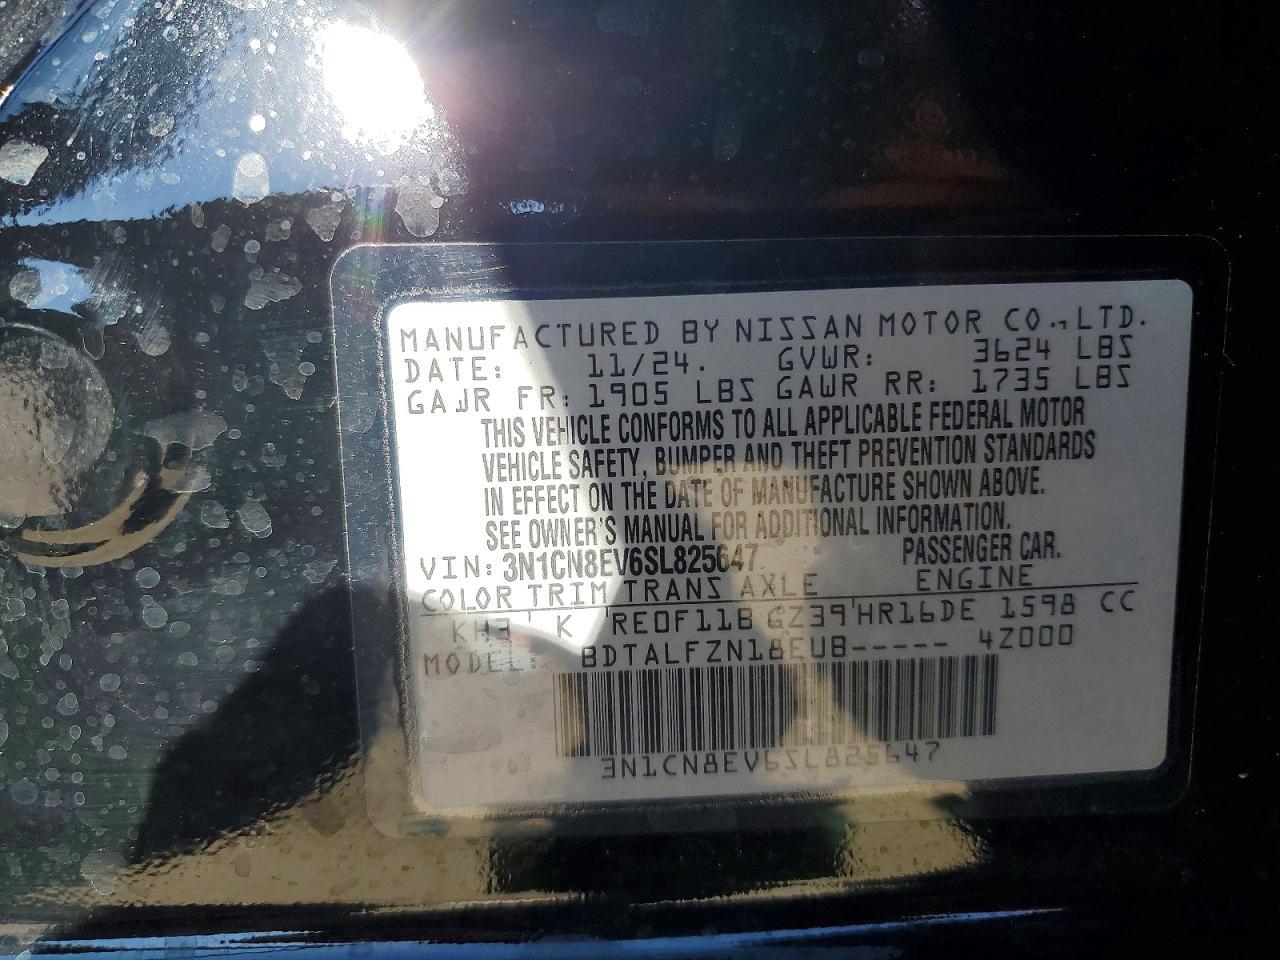 MANUFACTURED BY NISSAN MOTOR CO., LTD.
DATE: 11/24. GVWR: 3624 LBS
GAWR FR: 1905 LBS GAWR RR: 1735 LBS
THIS VEHICLE CONFORMS TO ALL APPLICABLE FEDERAL MOTOR
VEHICLE SAFETY, BUMPER AND THEFT PREVENTION STANDARDS
IN EFFECT ON THE DATE OF MANUFACTURE SHOWN ABOVE.
SEE OWNER'S MANUAL FOR ADDITIONAL INFORMATION.
VIN: 3N1CN8EV6SL825647 PASSENGER CAR.
COLOR TRIM TRANS AXLE ENGINE
KH3 K RE0F11B GZ39 HR16DE 1598 CC
MODEL: BDTALFZN18EUB----- 4Z000
3N1CN8EV6SL825647